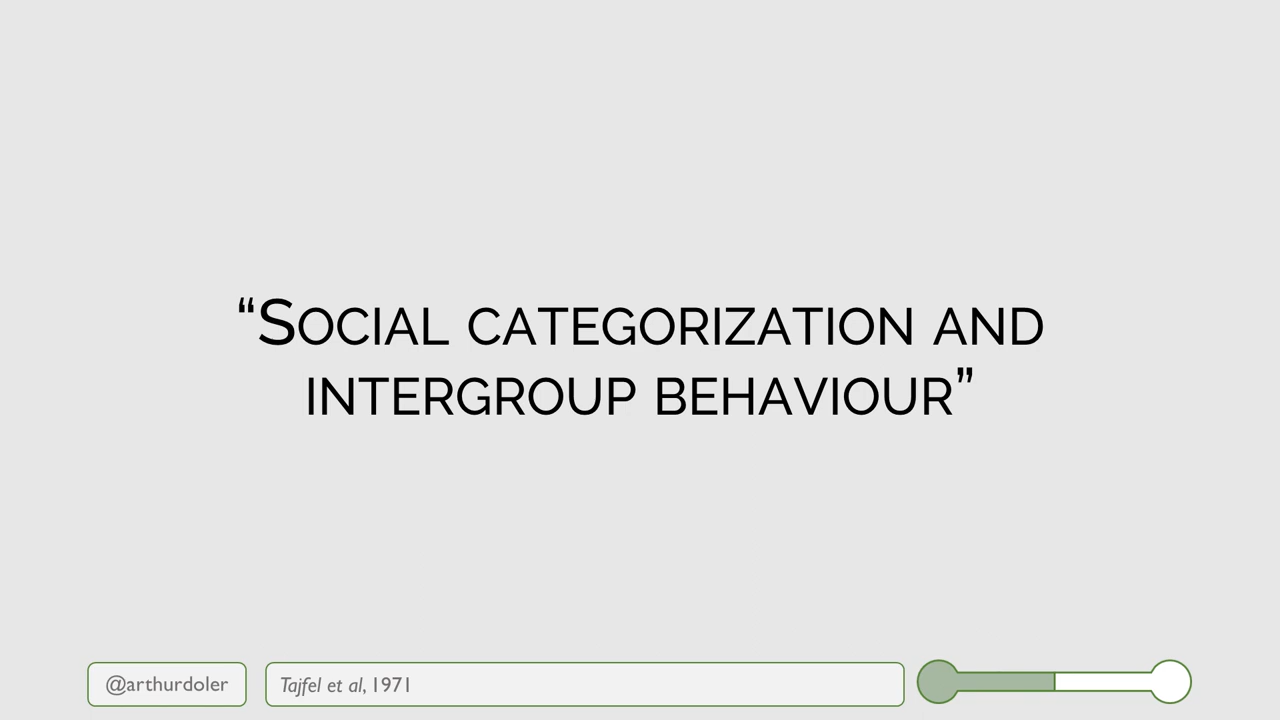 “Social categorization and
intergroup behaviour”
@arthurdoler
Tajfel et al, 1971